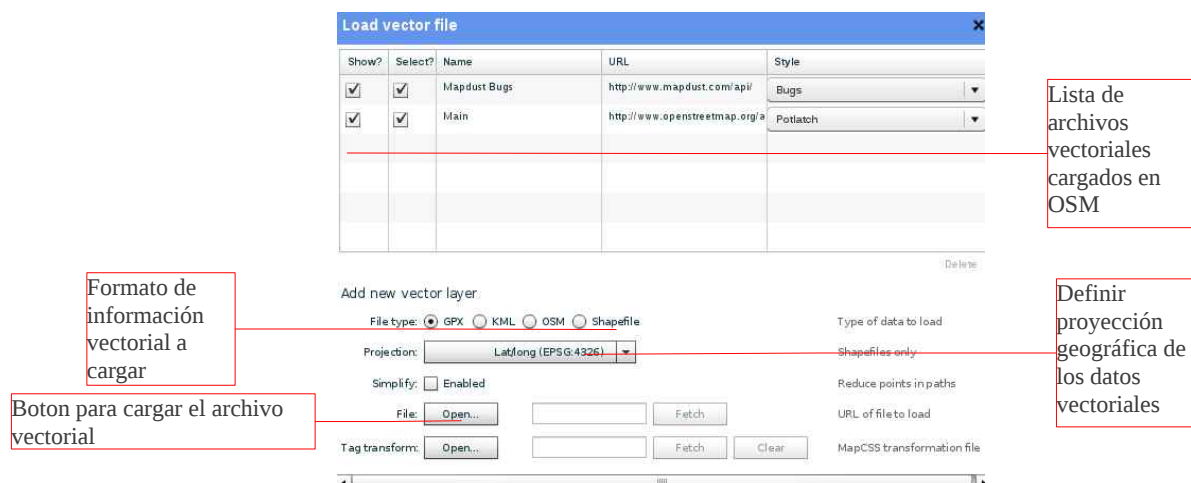 Load vector file
Show? Select? Name URL Style
Mapdust Bugs http://www.mapdust.com/api/ Bugs
Main http://www.openstreetmap.org/a Potlatch
Lista de
archivos
vectoriales
cargados en
OSM
Delete
Add new vector layer
File type: GPX KML OSM Shapefile Type of data to load
Projection: Lat/long (EPSG:4326) Shapefiles only
Simplify: Enabled Reduce points in paths
File: Open... Fetch URL of file to load
Tag transform: Open... Fetch Clear MapCSS transformation file
Formato de
información
vectorial a
cargar
Boton para cargar el archivo
vectorial
Definir
proyección
geográfica de
los datos
vectoriales